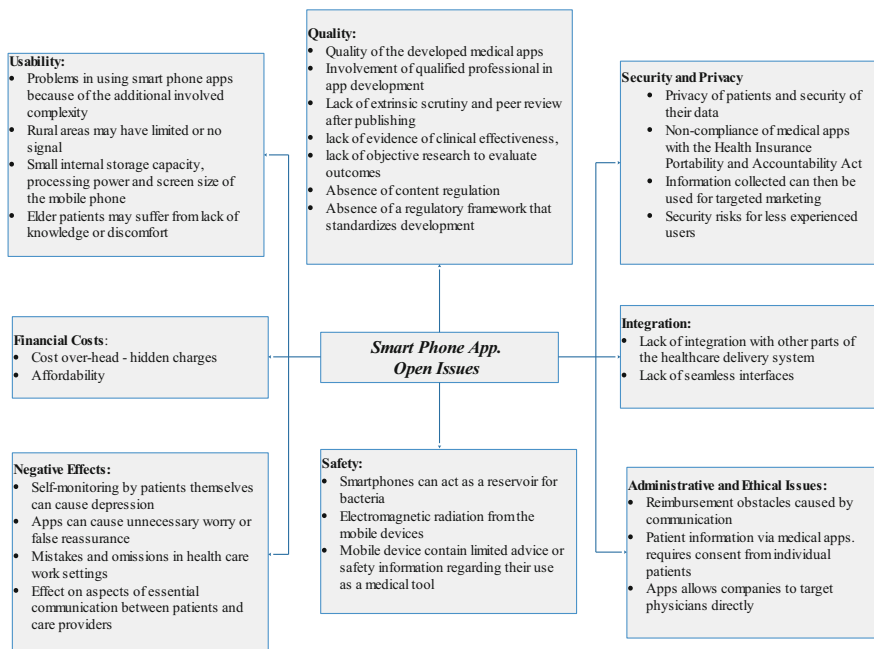 Usability:
• Problems in using smart phone apps
because of the additional involved
complexity
• Rural areas may have limited or no
signal
• Small internal storage capacity,
processing power and screen size of
the mobile phone
• Elder patients may suffer from lack of
knowledge or discomfort
Quality:
• Quality of the developed medical apps
• Involvement of qualified professional in
app development
• Lack of extrinsic scrutiny and peer review
after publishing
• lack of evidence of clinical effectiveness,
• lack of objective research to evaluate
outcomes
• Absence of content regulation
• Absence of a regulatory framework that
standardizes development
Security and Privacy
• Privacy of patients and security of
their data
• Non-compliance of medical apps
with the Health Insurance
Portability and Accountability Act
• Information collected can then be
used for targeted marketing
• Security risks for less experienced
users
Financial Costs:
• Cost over-head - hidden charges
• Affordability
Smart Phone App.
Open Issues
Integration:
• Lack of integration with other parts of
the healthcare delivery system
• Lack of seamless interfaces
Negative Effects:
• Self-monitoring by patients themselves
can cause depression
• Apps can cause unnecessary worry or
false reassurance
• Mistakes and omissions in health care
work settings
• Effect on aspects of essential
communication between patients and
care providers
Safety:
• Smartphones can act as a reservoir for
bacteria
• Electromagnetic radiation from the
mobile devices
• Mobile device contain limited advice or
safety information regarding their use
as a medical tool
Administrative and Ethical Issues:
• Reimbursement obstacles caused by
communication
• Patient information via medical apps.
requires consent from individual
patients
• Apps allows companies to target
physicians directly